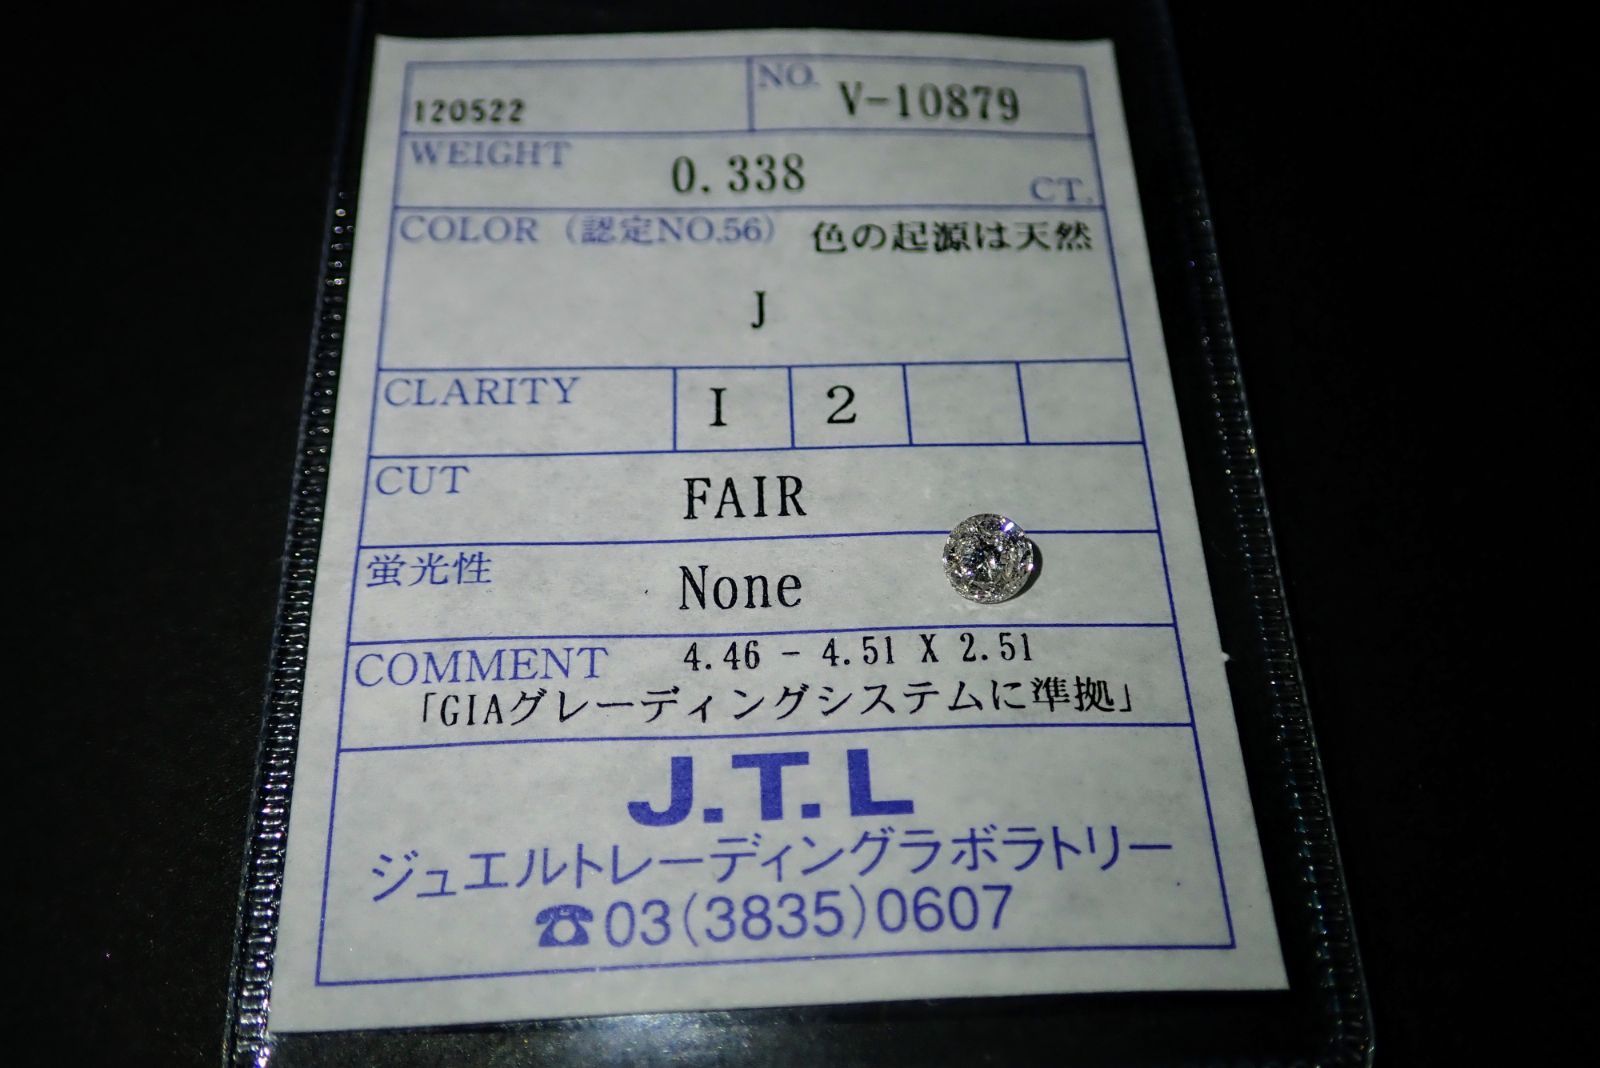 120522
NO. V-10879
WEIGHT 0.338 CT.
COLOR (認定NO.56) 色の起源は天然
J
CLARITY I 2
CUT FAIR
蛍光性 None
COMMENT 4.46 - 4.51 X 2.51
「GIAグレーディングシステムに準拠」
J.T.L
ジュエルトレーディングラボラトリー
☎03(3835)0607